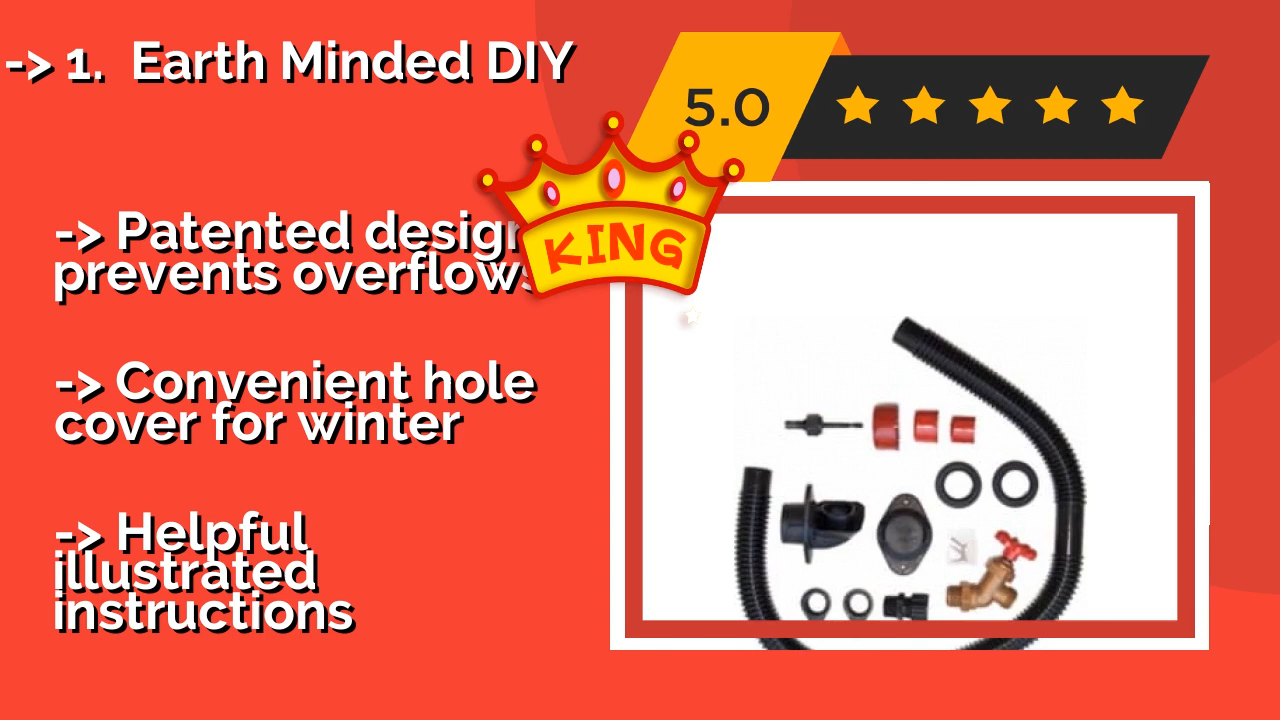 -> 1.  Earth Minded DIY
5.0
KING
-> Patented design
prevents overflows
-> Convenient hole
cover for winter
-> Helpful
illustrated
instructions